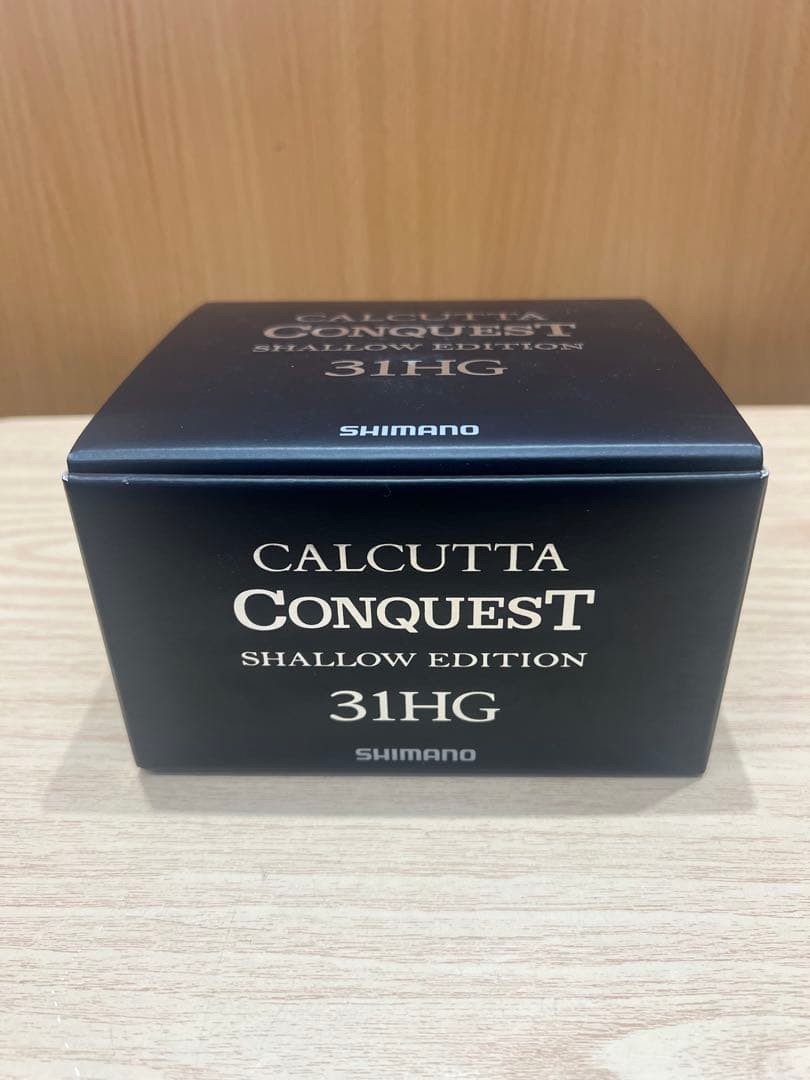 CALCUTTA
CONQUEST
SHALLOW EDITION
31HG
SHIMANO
CALCUTTA
CONQUEST
SHALLOW EDITION
31HG
SHIMANO